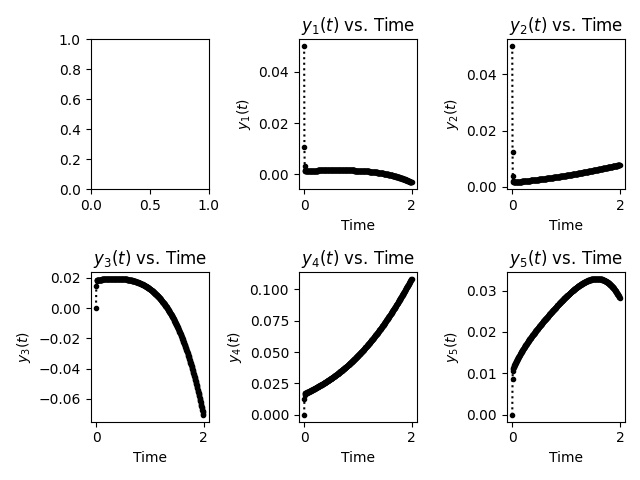 y₁(t) vs. Time
y₂(t) vs. Time
1.0
0.8
0.6
0.4
0.2
0.0
0.0 0.5 1.0
y₁(t)
0.04
0.02
0.00
0 2
Time
y₂(t)
0.04
0.02
0.00
0 2
Time
y₃(t) vs. Time
y₄(t) vs. Time
y₅(t) vs. Time
y₃(t)
0.02
0.00
−0.02
−0.04
−0.06
0 2
Time
y₄(t)
0.100
0.075
0.050
0.025
0.000
0 2
Time
y₅(t)
0.03
0.02
0.01
0.00
0 2
Time